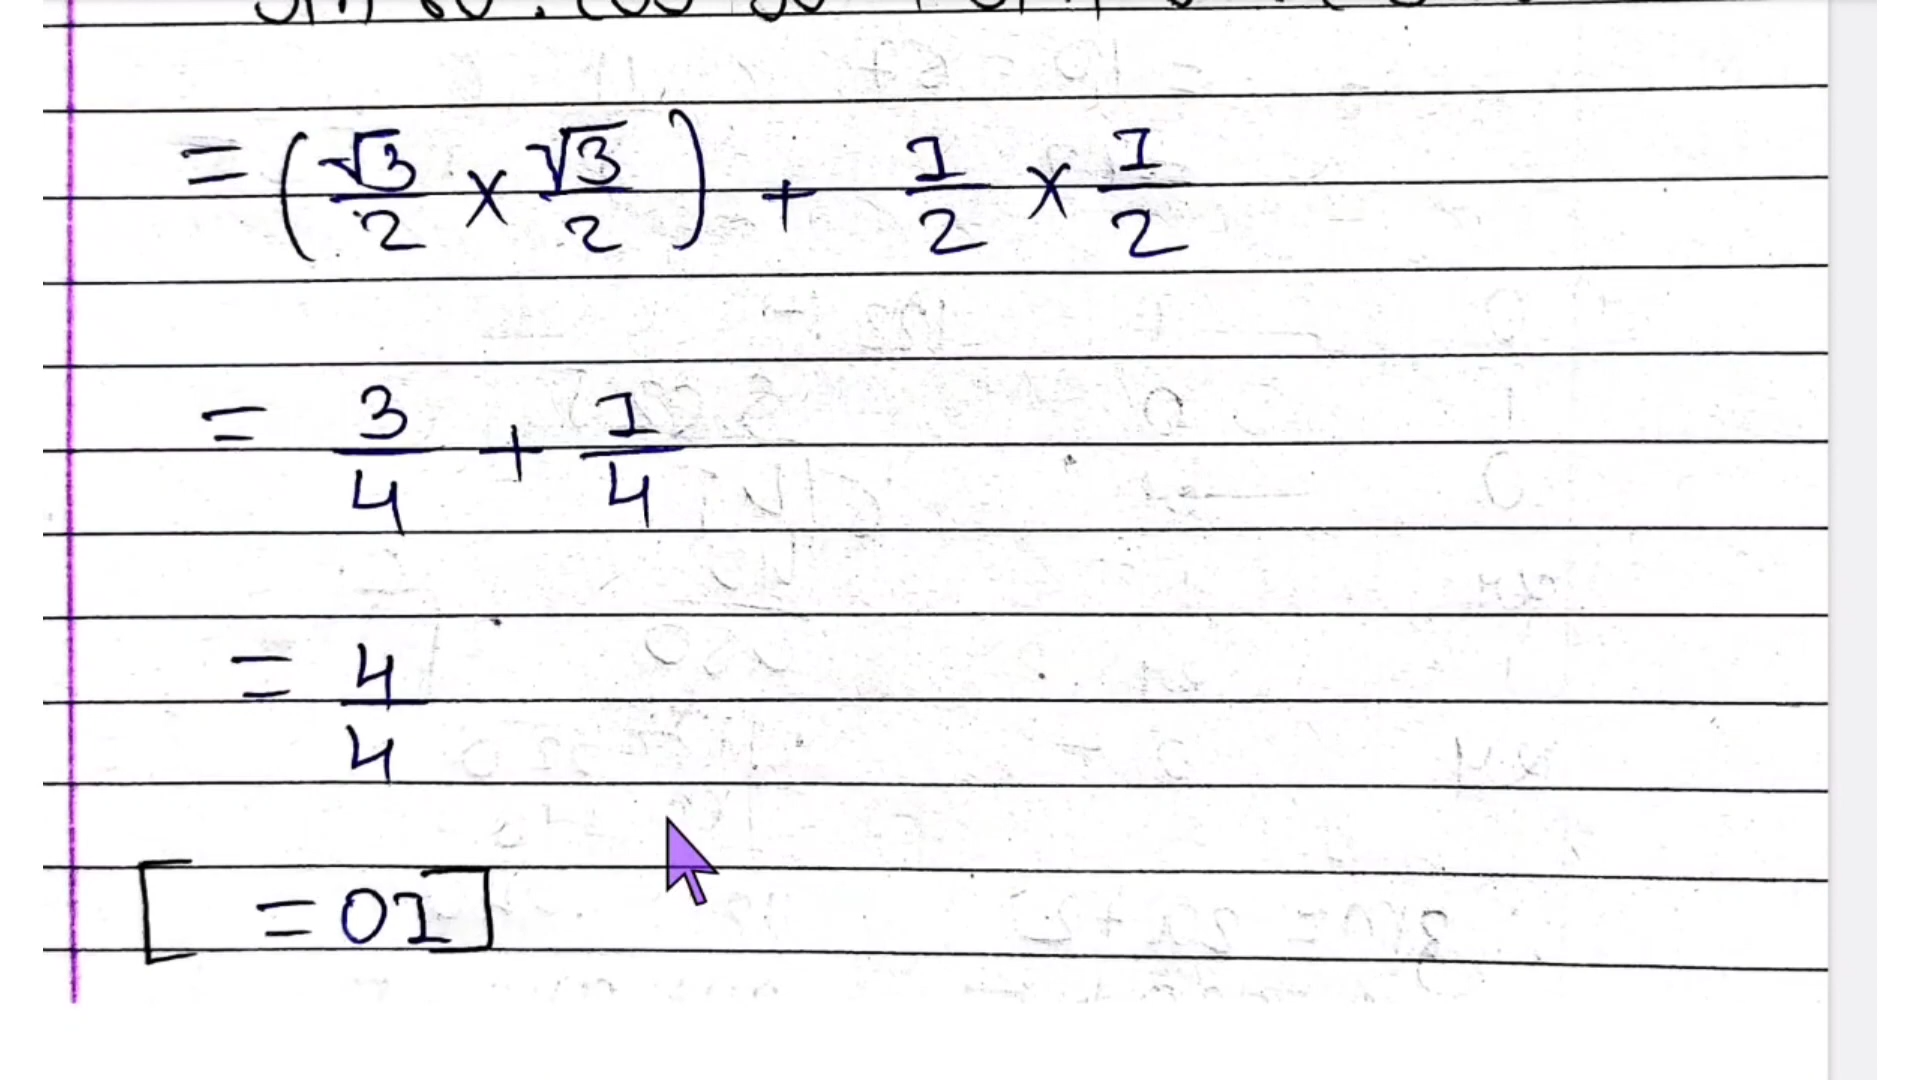 = (√3/2 × √3/2) + 1/2 × 1/2
= 3/4 + 1/4
= 4/4
[ = 01 ]